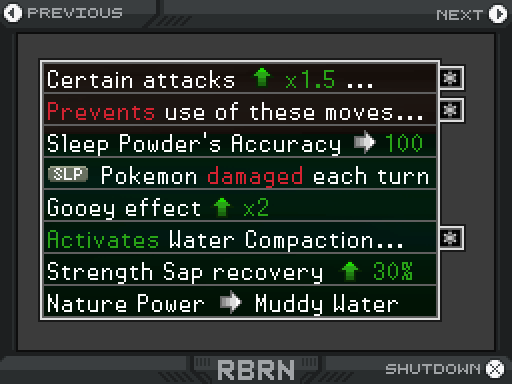 PREVIOUS
NEXT
Certain attacks ↑ x1.5 ...
Prevents use of these moves...
Sleep Powder's Accuracy → 100
SLP Pokemon damaged each turn
Gooey effect ↑ x2
Activates Water Compaction...
Strength Sap recovery ↑ 30%
Nature Power → Muddy Water
RBRN
SHUTDOWN